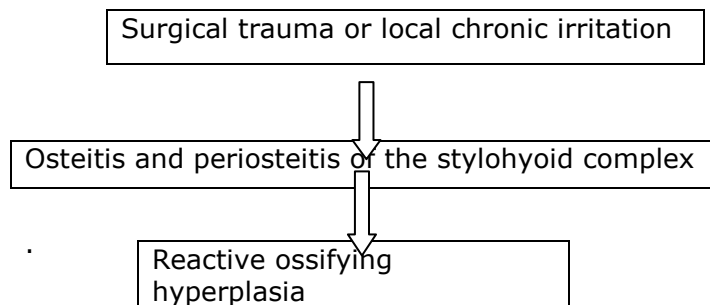 Surgical trauma or local chronic irritation
Osteitis and periosteitis of the stylohyoid complex
.
Reactive ossifying
hyperplasia